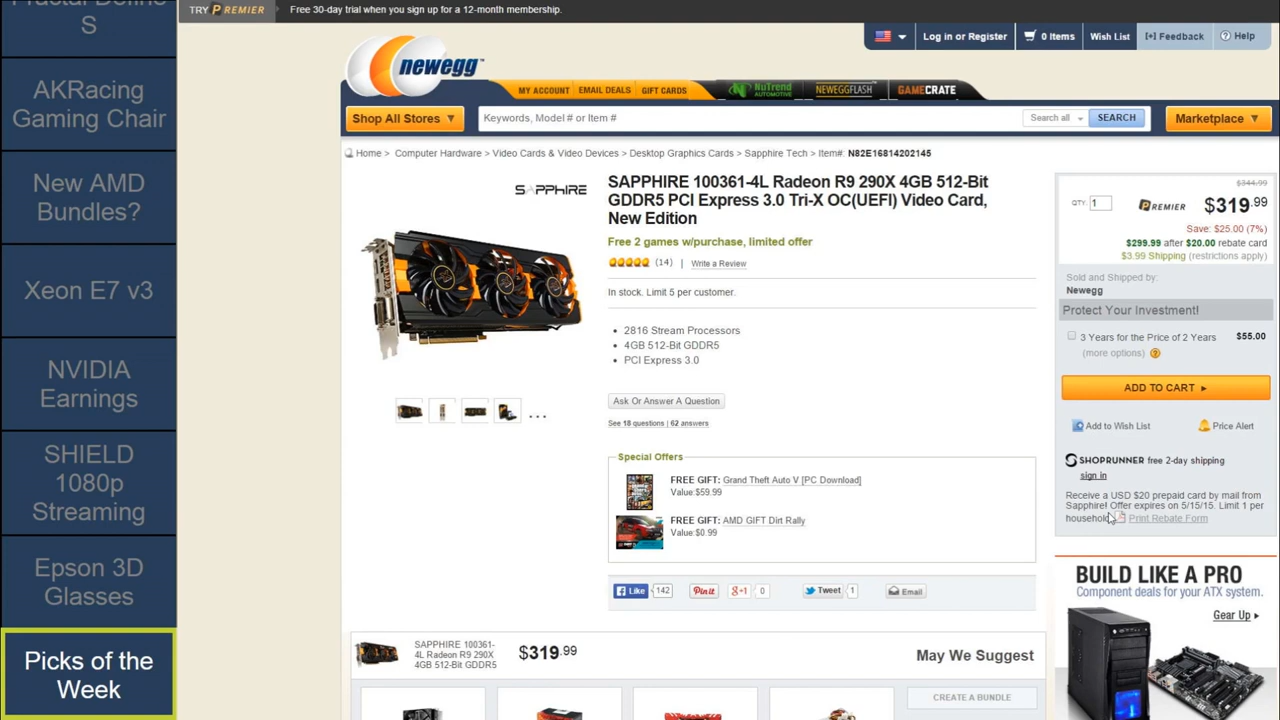 Fractal Define
S
AKRacing
Gaming Chair
New AMD
Bundles?
Xeon E7 v3
NVIDIA
Earnings
SHIELD
1080p
Streaming
Epson 3D
Glasses
Picks of the
Week
TRY PREMIER
Free 30-day trial when you sign up for a 12-month membership.
Log in or Register
0 Items
Wish List
[+] Feedback
Help
newegg
MY ACCOUNT
EMAIL DEALS
GIFT CARDS
NuTrend
AUTOMOTIVE
NEWEGGFLASH
GAMECRATE
Shop All Stores ▼
Keywords, Model # or Item #
Search all
SEARCH
Marketplace ▼
Home > Computer Hardware > Video Cards & Video Devices > Desktop Graphics Cards > Sapphire Tech > Item#: N82E16814202145
SAPPHIRE
SAPPHIRE 100361-4L Radeon R9 290X 4GB 512-Bit
GDDR5 PCI Express 3.0 Tri-X OC(UEFI) Video Card,
New Edition
Free 2 games w/purchase, limited offer
(14) | Write a Review
In stock. Limit 5 per customer.
• 2816 Stream Processors
• 4GB 512-Bit GDDR5
• PCI Express 3.0
Ask Or Answer A Question
See 18 questions | 62 answers
Special Offers
FREE GIFT: Grand Theft Auto V [PC Download]
Value:$59.99
FREE GIFT: AMD GIFT Dirt Rally
Value:$0.99
Like 142
Pin it
g+1 0
Tweet 1
Email
$344.99
QTY. 1
PREMIER
$319.99
Save: $25.00 (7%)
$299.99 after $20.00 rebate card
$3.99 Shipping (restrictions apply)
Sold and Shipped by:
Newegg
Protect Your Investment!
3 Years for the Price of 2 Years $55.00
(more options) ?
ADD TO CART ▸
Add to Wish List
Price Alert
SHOPRUNNER free 2-day shipping
sign in
Receive a USD $20 prepaid card by mail from
Sapphire! Offer expires on 5/15/15. Limit 1 per
household. Print Rebate Form
BUILD LIKE A PRO
Component deals for your ATX system.
Gear Up ▸
SAPPHIRE 100361-
4L Radeon R9 290X
4GB 512-Bit GDDR5
$319.99
May We Suggest
CREATE A BUNDLE